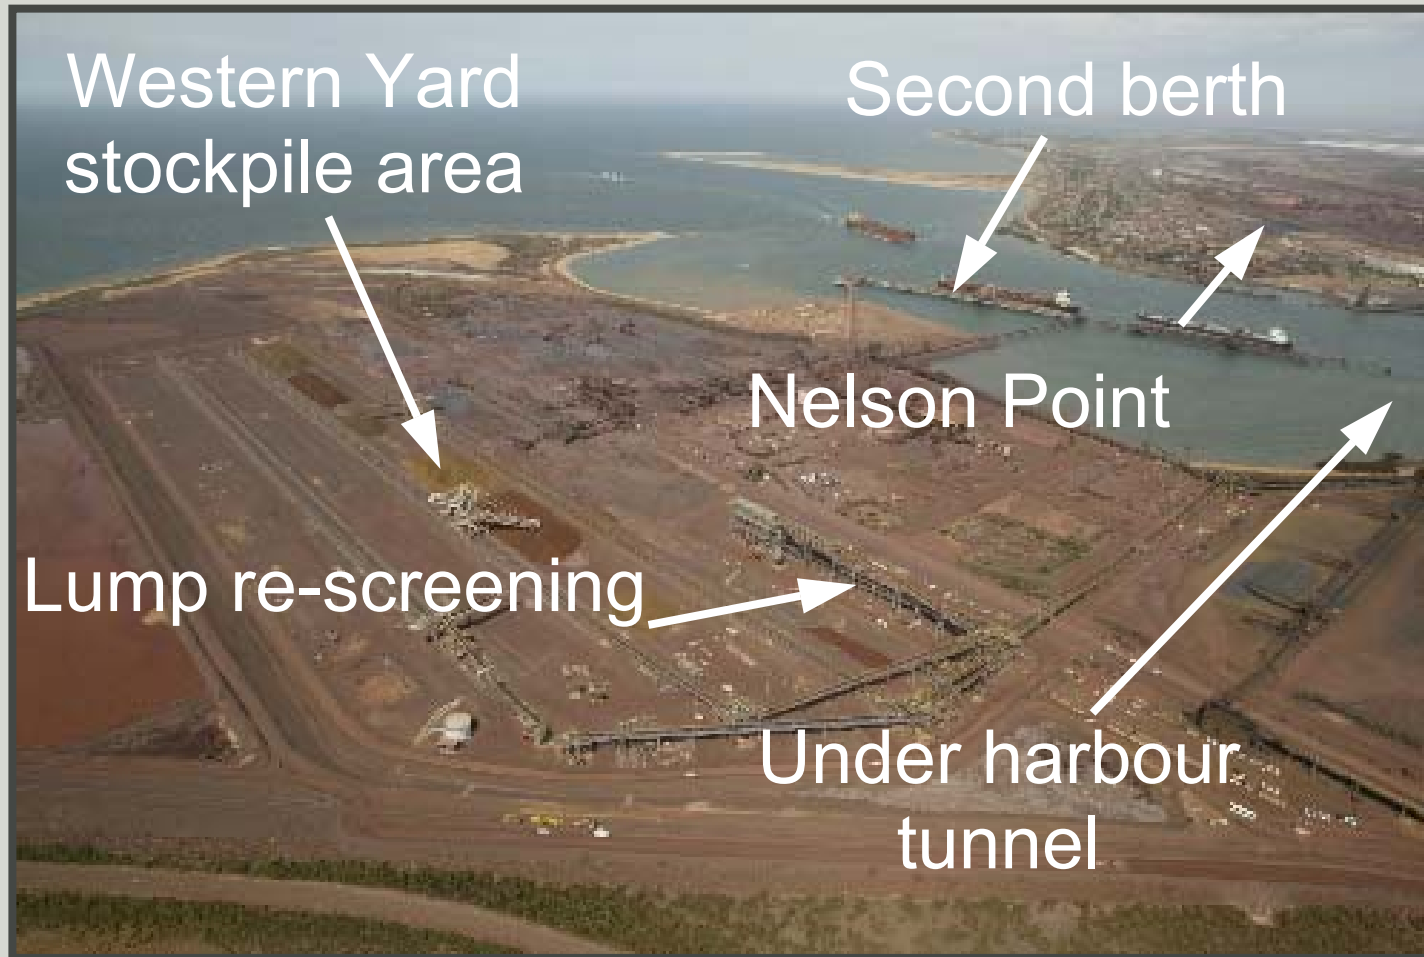 Western Yard
stockpile area
Second berth
Nelson Point
Lump re-screening
Under harbour
tunnel